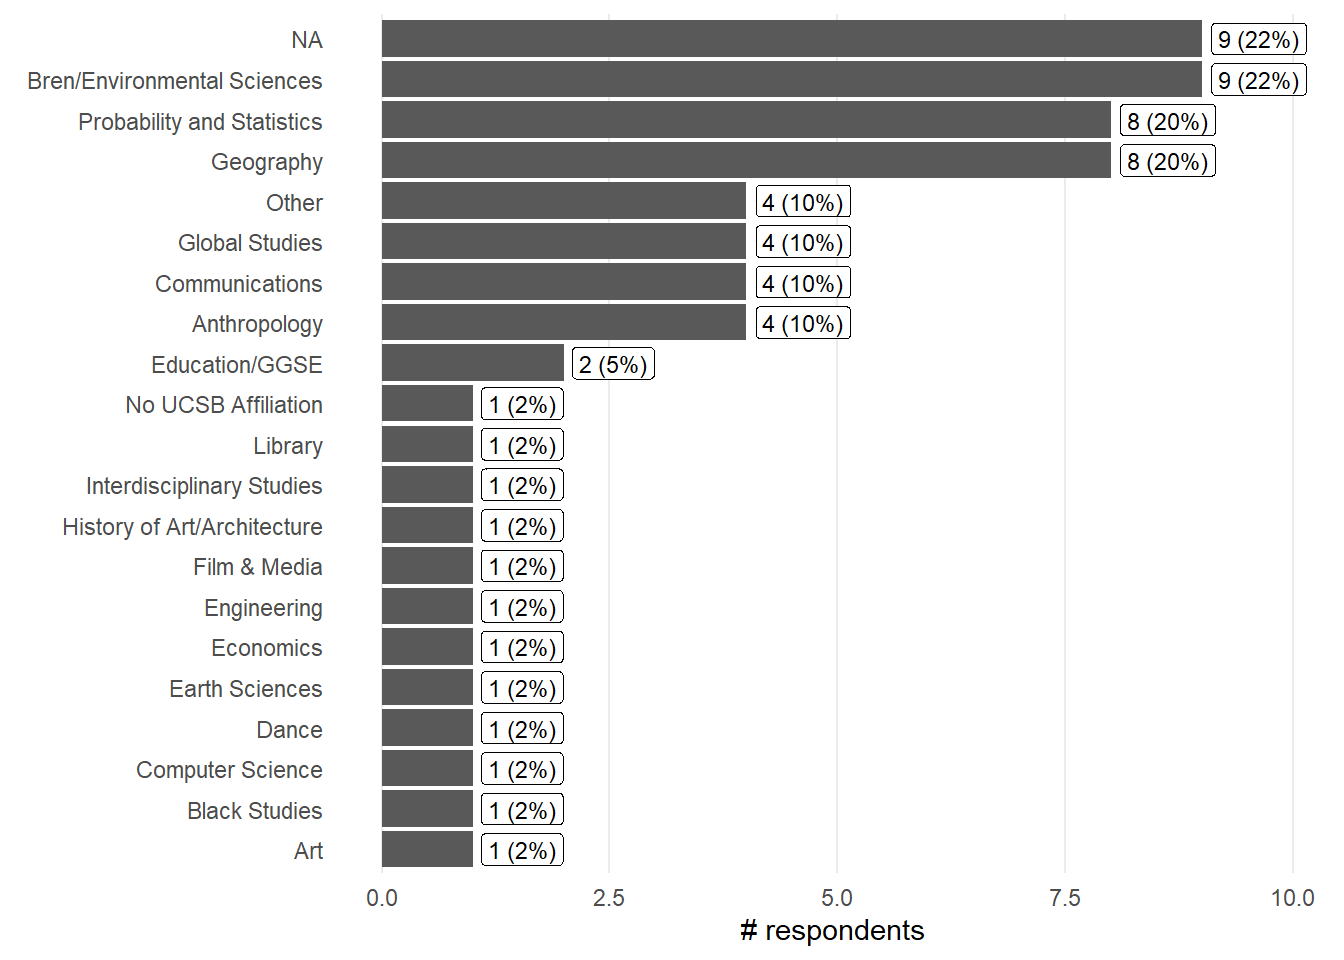 NA 9 (22%)
Bren/Environmental Sciences 9 (22%)
Probability and Statistics 8 (20%)
Geography 8 (20%)
Other 4 (10%)
Global Studies 4 (10%)
Communications 4 (10%)
Anthropology 4 (10%)
Education/GGSE 2 (5%)
No UCSB Affiliation 1 (2%)
Library 1 (2%)
Interdisciplinary Studies 1 (2%)
History of Art/Architecture 1 (2%)
Film & Media 1 (2%)
Engineering 1 (2%)
Economics 1 (2%)
Earth Sciences 1 (2%)
Dance 1 (2%)
Computer Science 1 (2%)
Black Studies 1 (2%)
Art 1 (2%)
0.0 2.5 5.0 7.5 10.0
# respondents